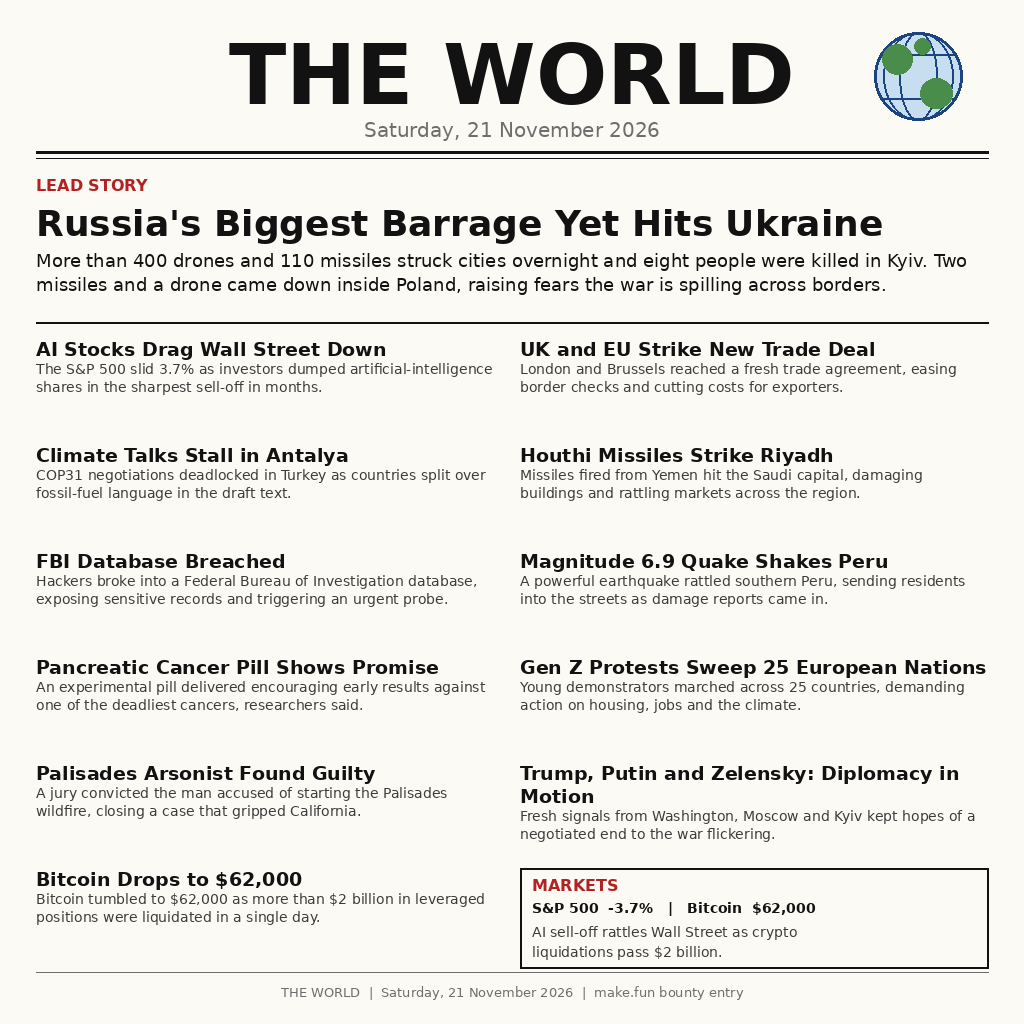 THE WORLD
Saturday, 21 November 2026
LEAD STORY
Russia's Biggest Barrage Yet Hits Ukraine
More than 400 drones and 110 missiles struck cities overnight and eight people were killed in Kyiv. Two
missiles and a drone came down inside Poland, raising fears the war is spilling across borders.
AI Stocks Drag Wall Street Down
The S&P 500 slid 3.7% as investors dumped artificial-intelligence
shares in the sharpest sell-off in months.
Climate Talks Stall in Antalya
COP31 negotiations deadlocked in Turkey as countries split over
fossil-fuel language in the draft text.
FBI Database Breached
Hackers broke into a Federal Bureau of Investigation database,
exposing sensitive records and triggering an urgent probe.
Pancreatic Cancer Pill Shows Promise
An experimental pill delivered encouraging early results against
one of the deadliest cancers, researchers said.
Palisades Arsonist Found Guilty
A jury convicted the man accused of starting the Palisades
wildfire, closing a case that gripped California.
Bitcoin Drops to $62,000
Bitcoin tumbled to $62,000 as more than $2 billion in leveraged
positions were liquidated in a single day.
UK and EU Strike New Trade Deal
London and Brussels reached a fresh trade agreement, easing
border checks and cutting costs for exporters.
Houthi Missiles Strike Riyadh
Missiles fired from Yemen hit the Saudi capital, damaging
buildings and rattling markets across the region.
Magnitude 6.9 Quake Shakes Peru
A powerful earthquake rattled southern Peru, sending residents
into the streets as damage reports came in.
Gen Z Protests Sweep 25 European Nations
Young demonstrators marched across 25 countries, demanding
action on housing, jobs and the climate.
Trump, Putin and Zelensky: Diplomacy in
Motion
Fresh signals from Washington, Moscow and Kyiv kept hopes of a
negotiated end to the war flickering.
MARKETS
S&P 500  -3.7%  |  Bitcoin  $62,000
AI sell-off rattles Wall Street as crypto
liquidations pass $2 billion.
THE WORLD  |  Saturday, 21 November 2026  |  make.fun bounty entry